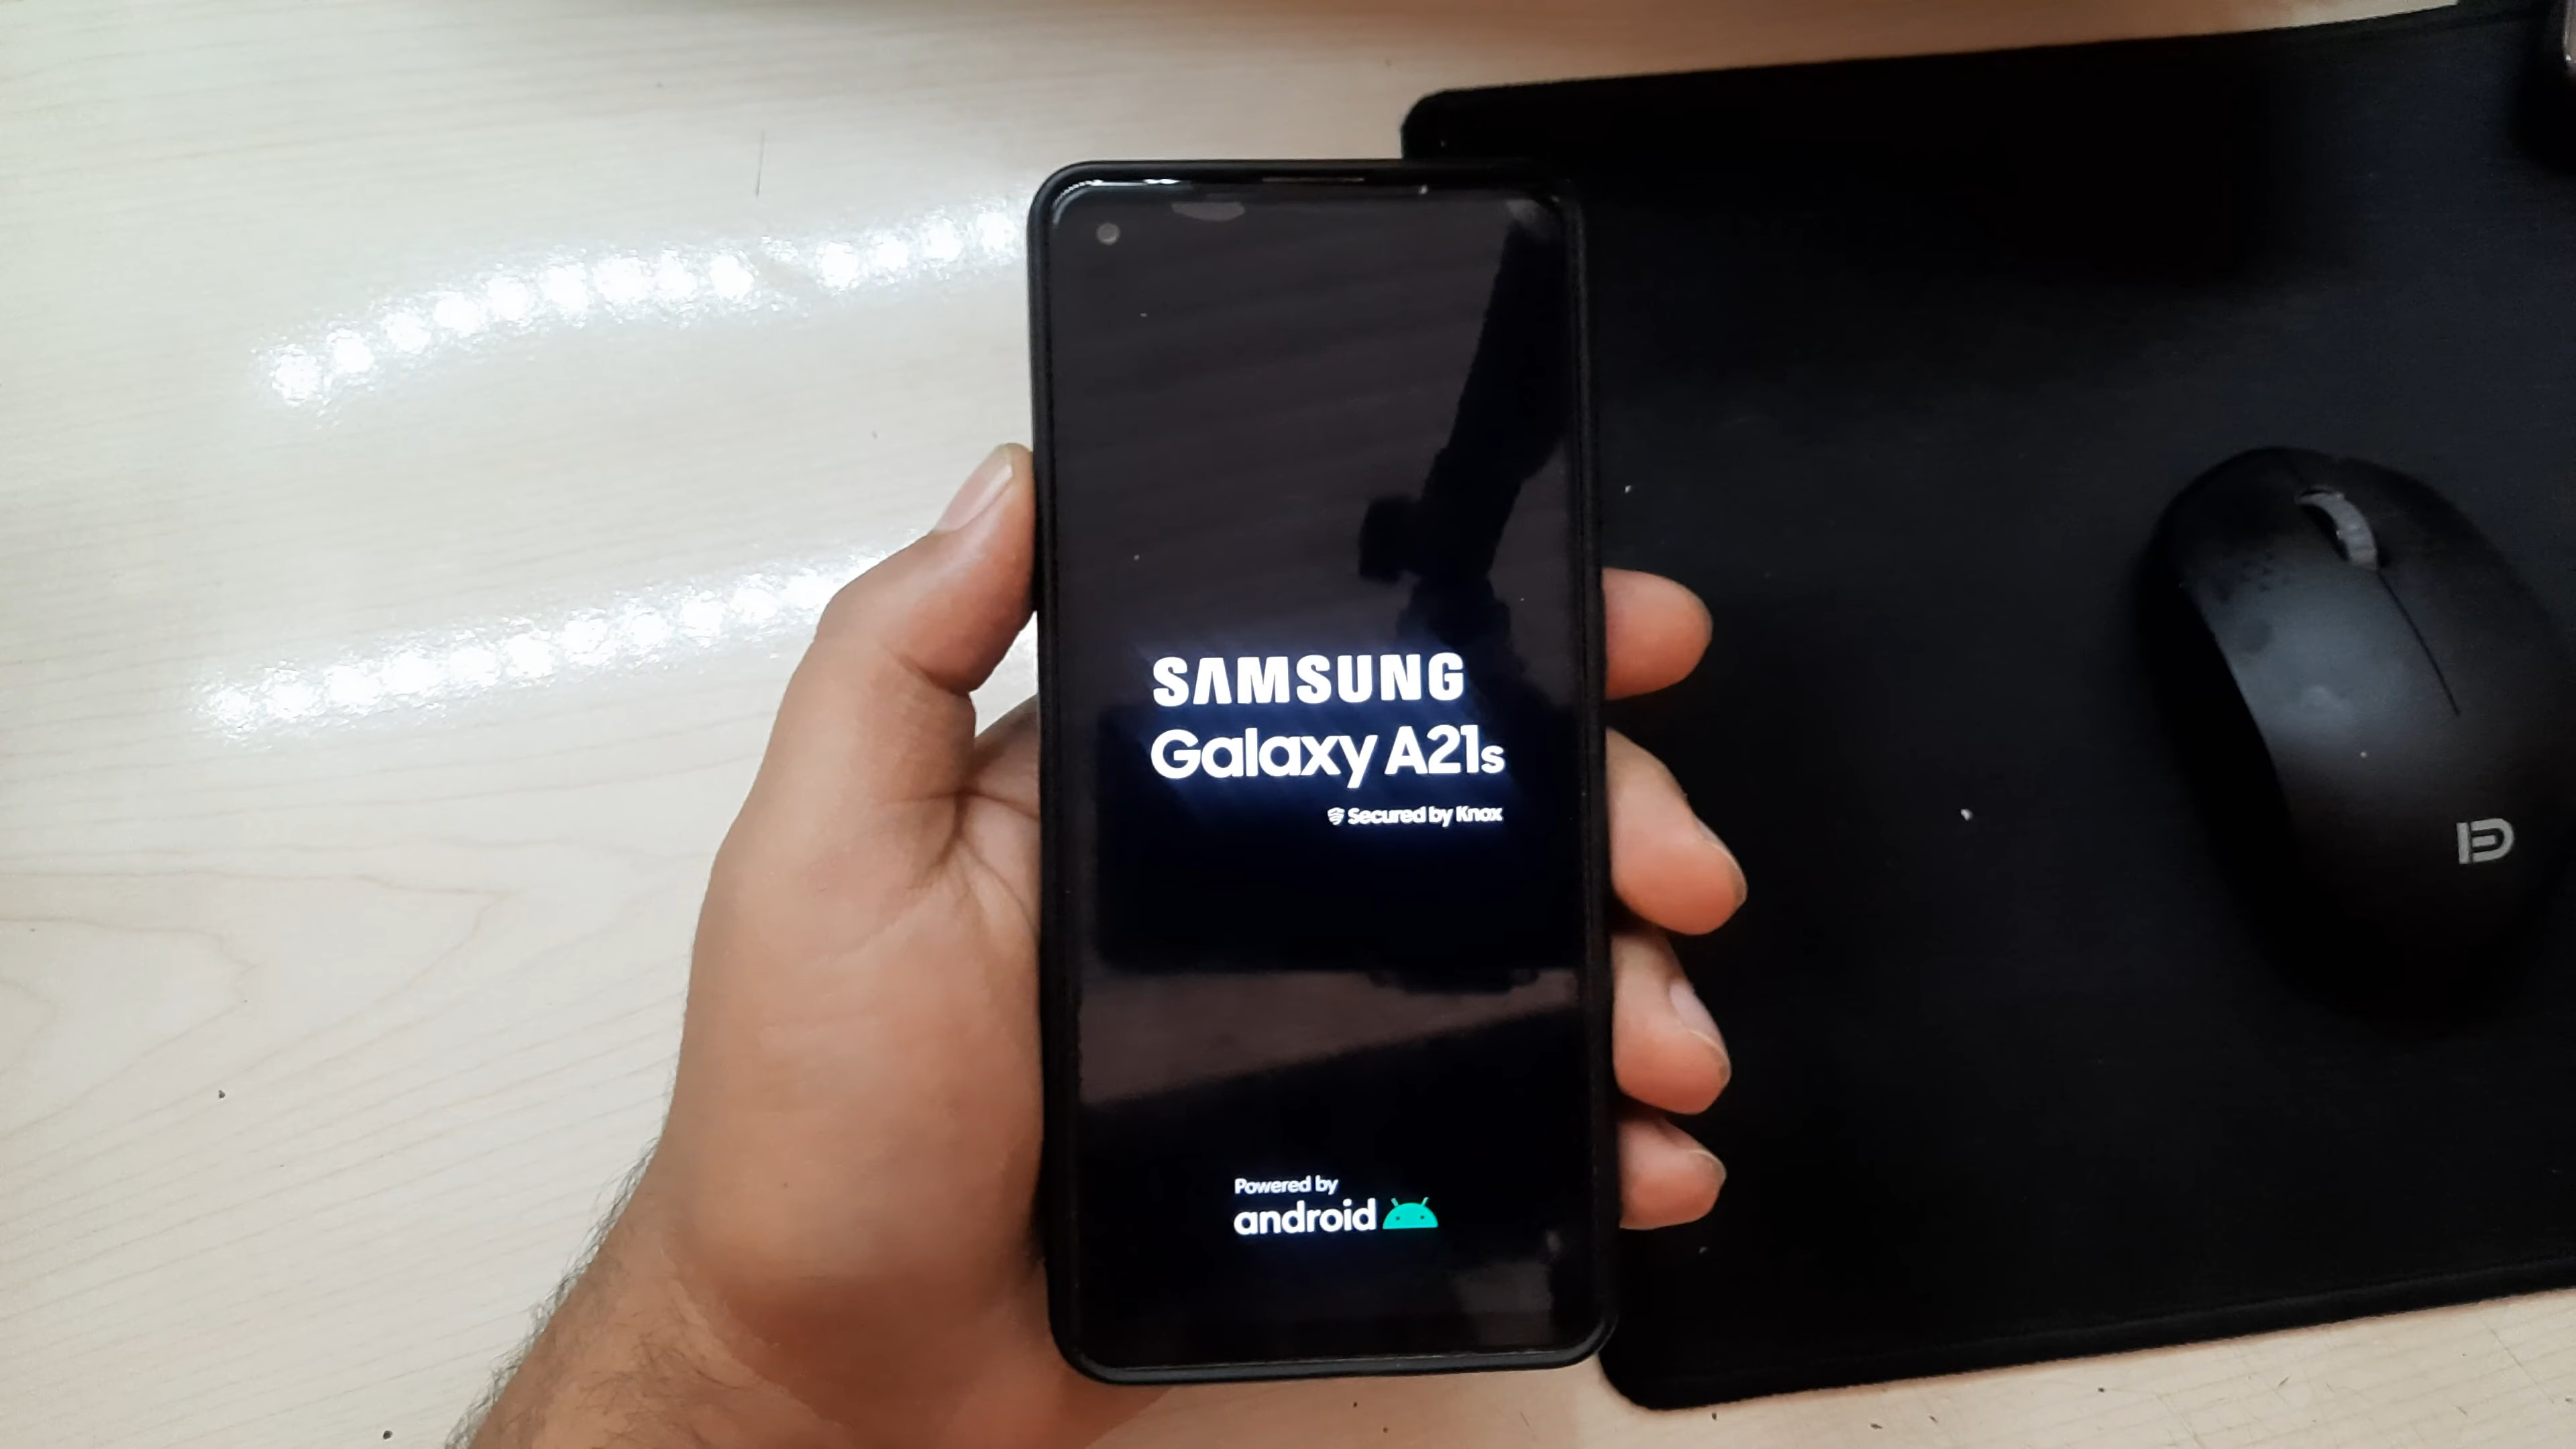 SAMSUNG
Galaxy A21s
Secured by Knox
Powered by
android